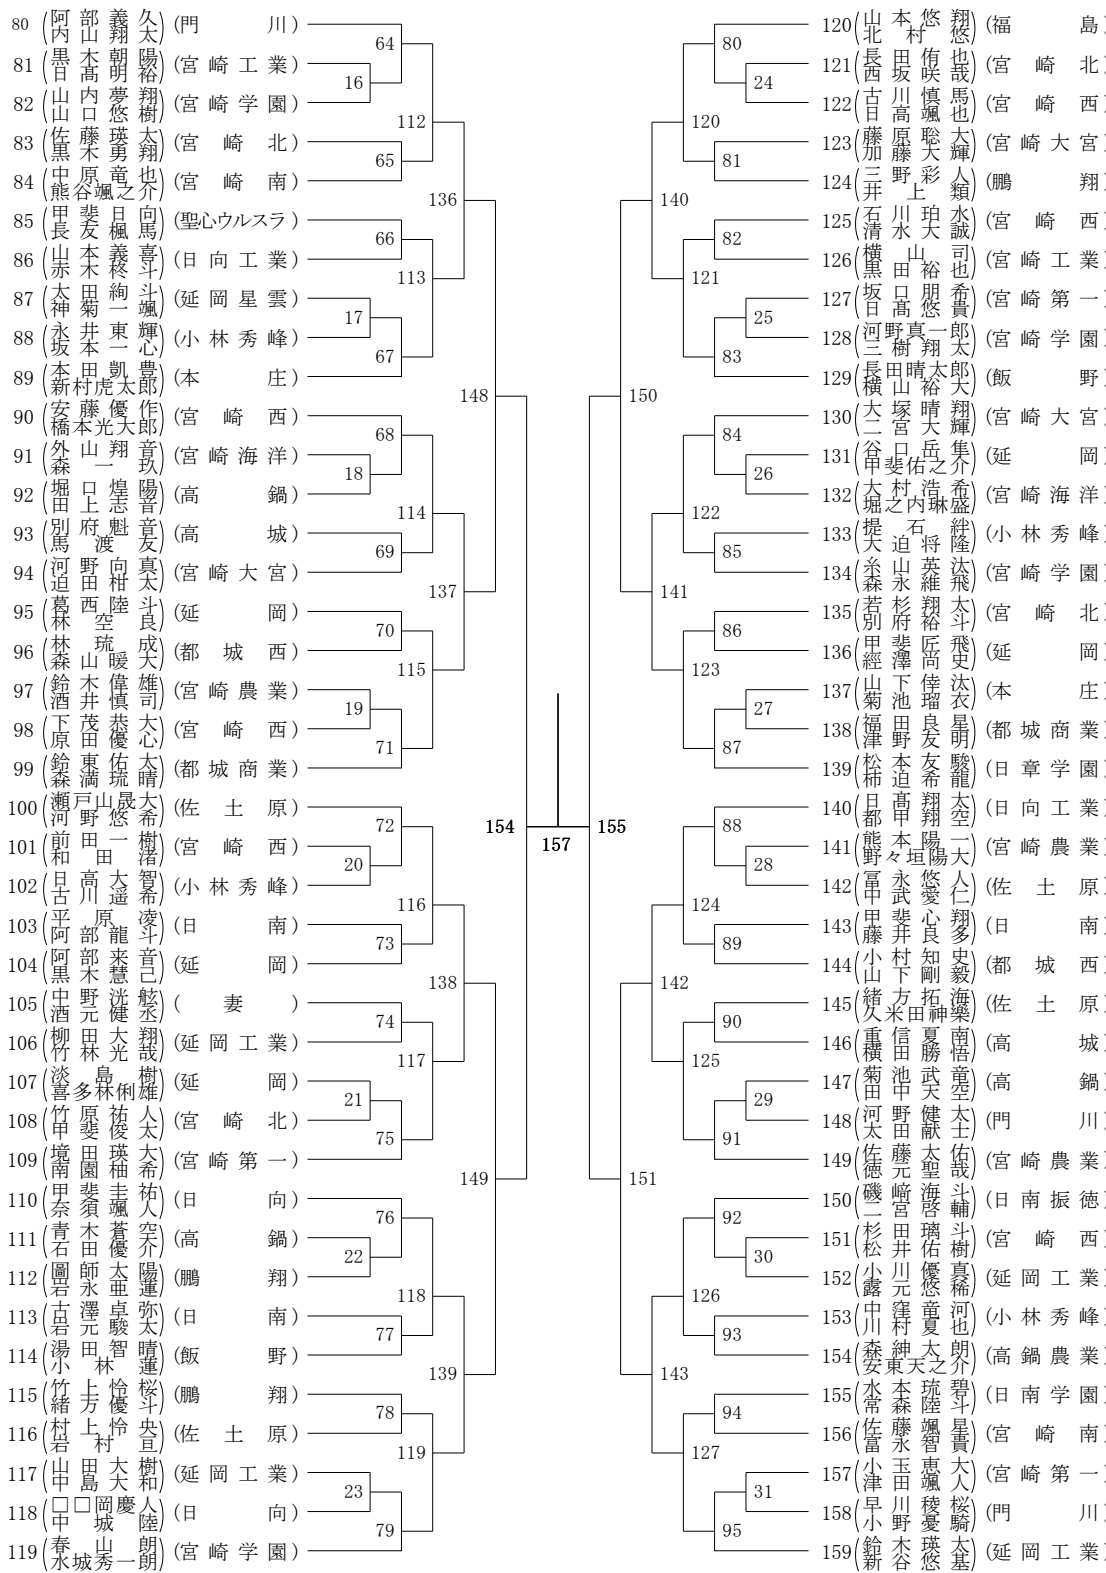 80 (阿部義久 内山翔太) (門川)
81 (黒木朝陽 日髙明裕) (宮崎工業)
82 (山内夢翔 山口悠樹) (宮崎学園)
83 (佐藤瑛太 黒木勇翔) (宮崎北)
84 (中原竜也 熊谷颯之介) (宮崎南)
85 (甲斐日向 長友楓馬) (聖心ウルスラ)
86 (山本義喜 赤木柊斗) (日向工業)
87 (太田絢斗 神菊一颯) (延岡星雲)
88 (永井東輝 坂本一心) (小林秀峰)
89 (本田凱豊 新村虎太郎) (本庄)
90 (安藤優作 橋本光太郎) (宮崎西)
91 (外山翔音 森一玖) (宮崎海洋)
92 (堀口煌陽 田上志音) (高鍋)
93 (別府魁音 馬渡友) (高城)
94 (河野向真 迫田柑太) (宮崎大宮)
95 (葛西陸斗 林空良) (延岡)
96 (林琉成 森山暖大) (都城西)
97 (鈴木偉雄 酒井慎司) (宮崎農業)
98 (下茂恭大 原田優心) (宮崎西)
99 (鈴東佑太 森満琉晴) (都城商業)
100 (瀬戸山晟大 河野悠希) (佐土原)
101 (前田一樹 和田渚) (宮崎西)
102 (日高大智 古川遥希) (小林秀峰)
103 (平原凌 阿部龍斗) (日南)
104 (阿部来音 黒木慧己) (延岡)
105 (中野洸舷 酒元健丞) (妻)
106 (柳田大翔 竹林光哉) (延岡工業)
107 (淡島樹 喜多林俐雄) (延岡)
108 (竹原祐人 甲斐俊太) (宮崎北)
109 (境田瑛大 南園柚希) (宮崎第一)
110 (甲斐圭祐 奈須颯人) (日向)
111 (青木蒼空 石田優介) (高鍋)
112 (圖師太陽 岩永亜蓮) (鵬翔)
113 (古澤卓弥 岩元駿太) (日南)
114 (湯田智晴 小林蓮) (飯野)
115 (竹上怜桜 緒方優斗) (鵬翔)
116 (村上怜央 岩村亘) (佐土原)
117 (山田大樹 中島大和) (延岡工業)
118 (□□岡慶人 中城陸) (日向)
119 (春山朗 水城秀一朗) (宮崎学園)
64
16
112
65
136
66
113
17
67
148
68
18
114
69
137
70
115
19
71
154
72
20
116
73
138
74
117
21
75
149
76
22
118
77
139
78
119
23
79
157
155
80
24
120
81
140
82
121
25
83
150
84
26
122
85
141
86
123
27
87
88
28
124
89
142
90
125
29
91
151
92
30
126
93
143
94
127
31
95
120 (山本悠翔 北村悠) (福島)
121 (長田侑也 西坂咲哉) (宮崎北)
122 (古川慎馬 日高颯也) (宮崎西)
123 (藤原聡大 加藤大輝) (宮崎大宮)
124 (三野彩人 井上類) (鵬翔)
125 (石川珀水 清水大誠) (宮崎西)
126 (横山司 黒田裕也) (宮崎工業)
127 (坂口朋希 日髙悠貴) (宮崎第一)
128 (河野真一郎 三樹翔太) (宮崎学園)
129 (長田晴太郎 横山裕大) (飯野)
130 (大塚晴翔 二宮大輝) (宮崎大宮)
131 (谷口岳隼 甲斐佑之介) (延岡)
132 (大村浩希 堀之内琳盛) (宮崎海洋)
133 (提石絆 大迫将隆) (小林秀峰)
134 (糸山英汰 森永維飛) (宮崎学園)
135 (若杉翔太 別府裕斗) (宮崎北)
136 (甲斐匠飛 經澤尚史) (延岡)
137 (山下倖汰 菊池瑠衣) (本庄)
138 (福田良星 津野友明) (都城商業)
139 (松本友駿 柿迫希龍) (日章学園)
140 (日髙翔太 都甲翔空) (日向工業)
141 (熊本陽一 野々垣陽大) (宮崎農業)
142 (冨永悠人 中武愛仁) (佐土原)
143 (甲斐心翔 藤井良多) (日南)
144 (小村知史 山下剛毅) (都城西)
145 (緒方拓海 久米田神樂) (佐土原)
146 (重信夏南 横田勝悟) (高城)
147 (菊池武竜 田中天空) (高鍋)
148 (河野健太 太田献士) (門川)
149 (佐藤太佑 徳元聖哉) (宮崎農業)
150 (磯﨑海斗 二宮啓輔) (日南振徳)
151 (杉田璃斗 松井佑樹) (宮崎西)
152 (小川優真 露元悠稀) (延岡工業)
153 (中窪竜河 川村夏也) (小林秀峰)
154 (森紳太朗 安東天之介) (高鍋農業)
155 (水本琉碧 常森陸斗) (日南学園)
156 (佐藤颯星 富永智貴) (宮崎南)
157 (小玉恵大 津田颯人) (宮崎第一)
158 (早川稜桜 小野憂騎) (門川)
159 (鈴木瑛太 新谷悠基) (延岡工業)